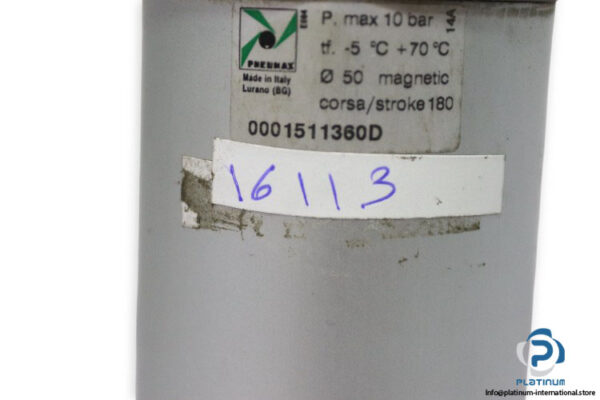 P. max 10 bar
E004
14A
tf. -5 °C +70 °C
PNEUMAX
Made in Italy
Lurano (BG)
Ø 50 magnetic
corsa/stroke 180
0001511360D
16113
PLATINUM
Info@platinum-international.store